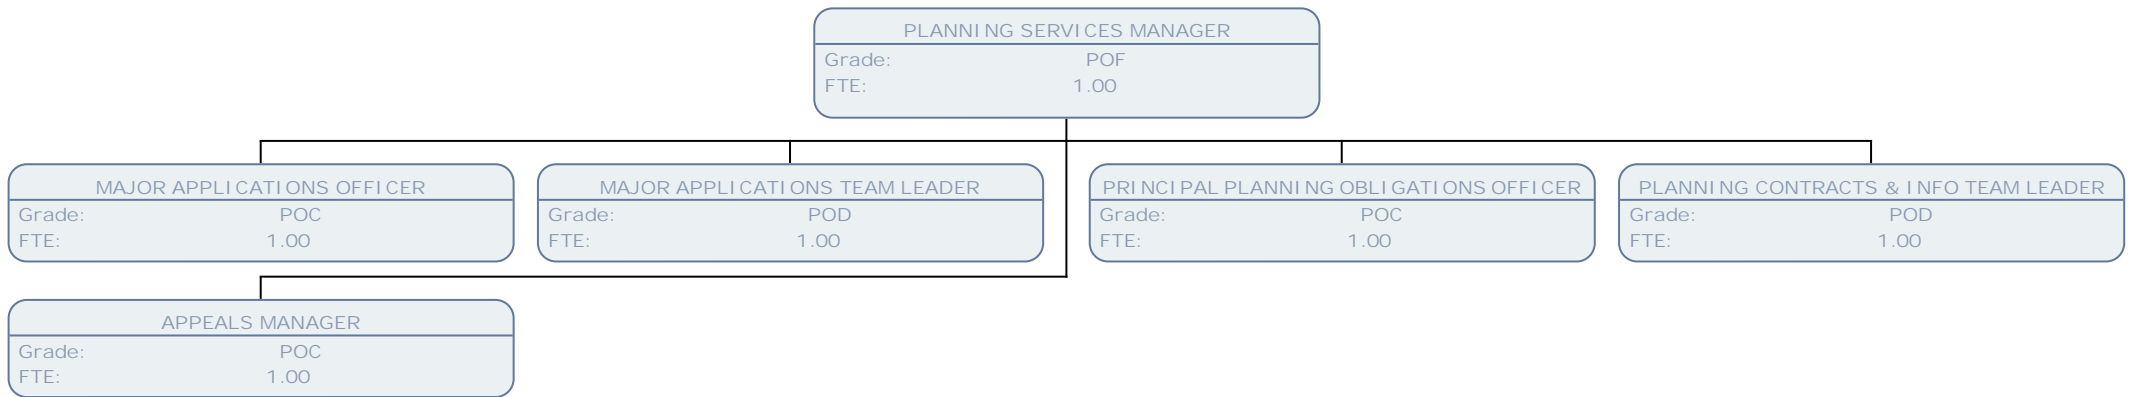 PLANNING SERVICES MANAGER
Grade: POF
FTE: 1.00
MAJOR APPLICATIONS OFFICER
Grade: POC
FTE: 1.00
MAJOR APPLICATIONS TEAM LEADER
Grade: POD
FTE: 1.00
PRINCIPAL PLANNING OBLIGATIONS OFFICER
Grade: POC
FTE: 1.00
PLANNING CONTRACTS & INFO TEAM LEADER
Grade: POD
FTE: 1.00
APPEALS MANAGER
Grade: POC
FTE: 1.00